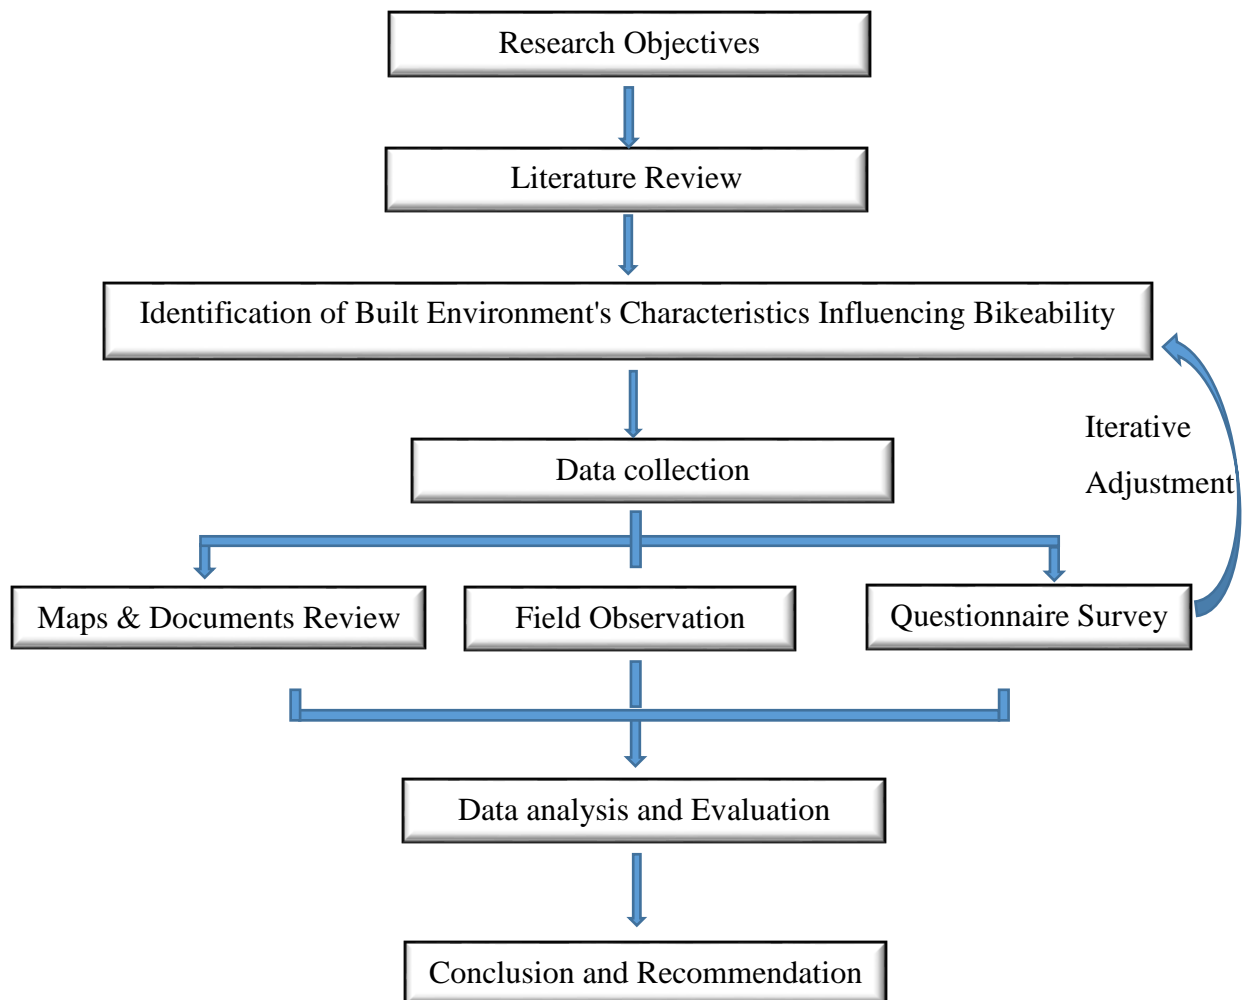 Research Objectives
Literature Review
Identification of Built Environment's Characteristics Influencing Bikeability
Iterative
Adjustment
Data collection
Maps & Documents Review
Field Observation
Questionnaire Survey
Data analysis and Evaluation
Conclusion and Recommendation